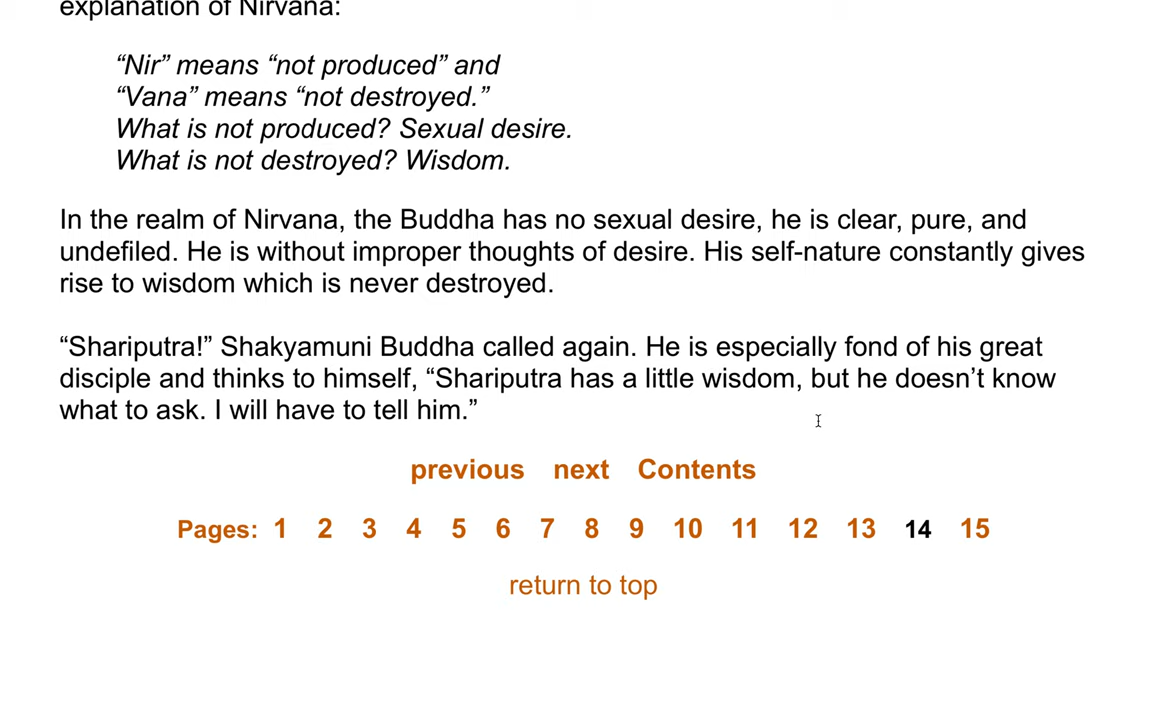 explanation of Nirvana:
“Nir” means “not produced” and
“Vana” means “not destroyed.”
What is not produced? Sexual desire.
What is not destroyed? Wisdom.
In the realm of Nirvana, the Buddha has no sexual desire, he is clear, pure, and
undefiled. He is without improper thoughts of desire. His self-nature constantly gives
rise to wisdom which is never destroyed.
“Shariputra!” Shakyamuni Buddha called again. He is especially fond of his great
disciple and thinks to himself, “Shariputra has a little wisdom, but he doesn’t know
what to ask. I will have to tell him.”
previous next Contents
Pages: 1 2 3 4 5 6 7 8 9 10 11 12 13 14 15
return to top